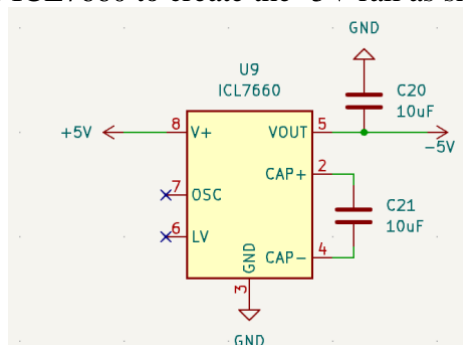 ICL7660 to create the -5V rail as
GND
U9
ICL7660
C20
10uF
+5V
8
V+
VOUT
5
-5V
CAP+
2
7
OSC
C21
10uF
6
LV
GND
CAP-
4
3
GND